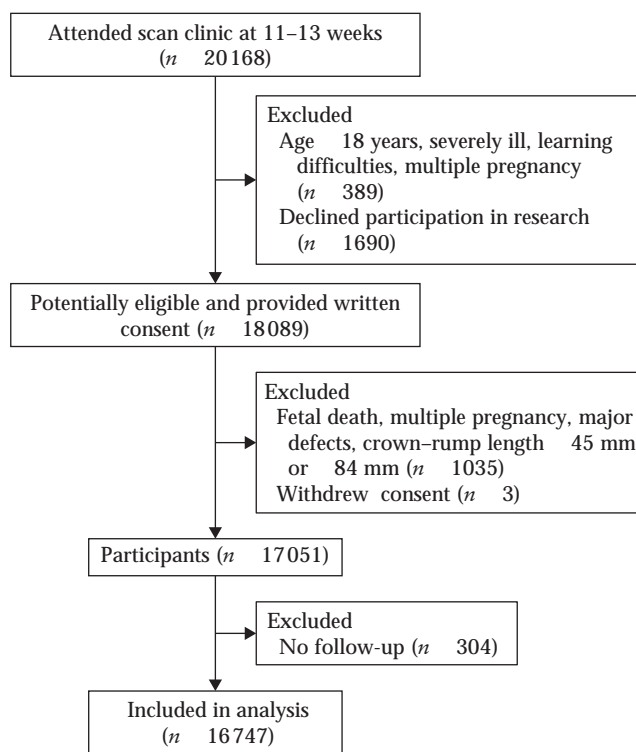 Attended scan clinic at 11–13 weeks
(n 20168)
Excluded
Age 18 years, severely ill, learning
difficulties, multiple pregnancy
(n 389)
Declined participation in research
(n 1690)
Potentially eligible and provided written
consent (n 18089)
Excluded
Fetal death, multiple pregnancy, major
defects, crown–rump length 45 mm
or 84 mm (n 1035)
Withdrew consent (n 3)
Participants (n 17051)
Excluded
No follow-up (n 304)
Included in analysis
(n 16747)